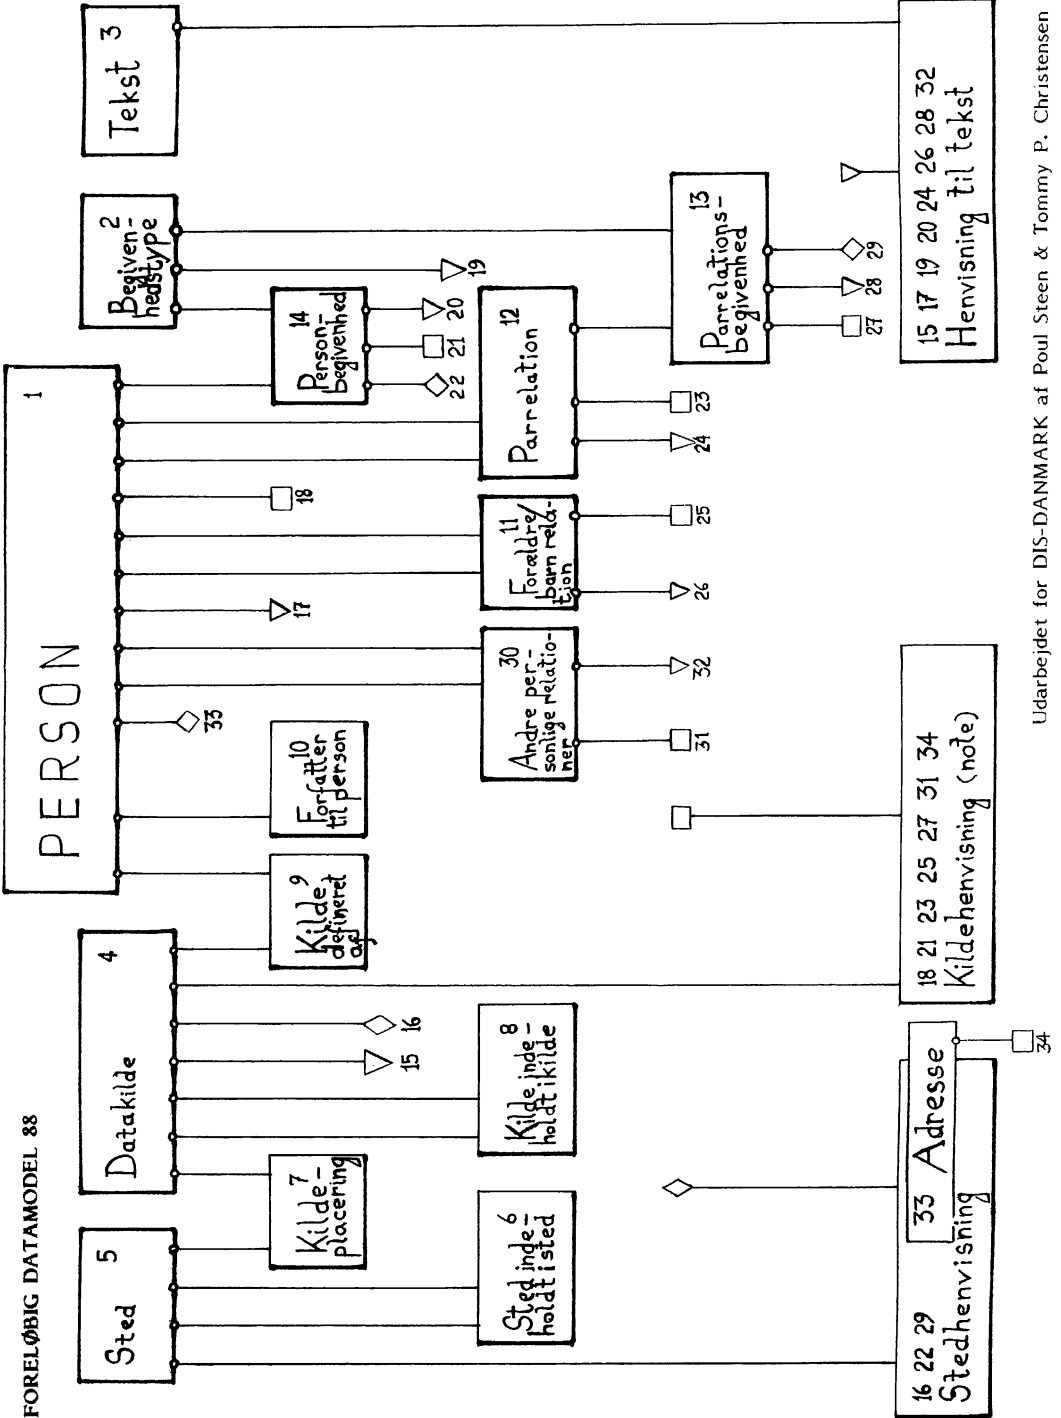 FORELØBIG DATAMODEL 88
PERSON 1
Sted 5
Datakilde 4
Begiven- 2
hedstype
Tekst 3
Kilde- 7
placering
Kilde 9
defineret
af
Forfatter 10
til person
33
17
18
14
Person-
begivenhed
16
15
22
21
20
19
Sted inde- 6
holdt i sted
Kilde inde- 8
holdt i kilde
30
Andre per-
sonlige relatio-
ner
11
Forældre/
barn rela-
tion
Parrelation 12
31
32
26
25
24
23
13
Parrelations-
begivenhed
27
28
29
16 22 29
33 Adresse
Stedhenvisning
34
18 21 23 25 27 31 34
Kildehenvisning (note)
15 17 19 20 24 26 28 32
Henvisning til tekst
Udarbejdet for DIS-DANMARK af Poul Steen & Tommy P. Christensen